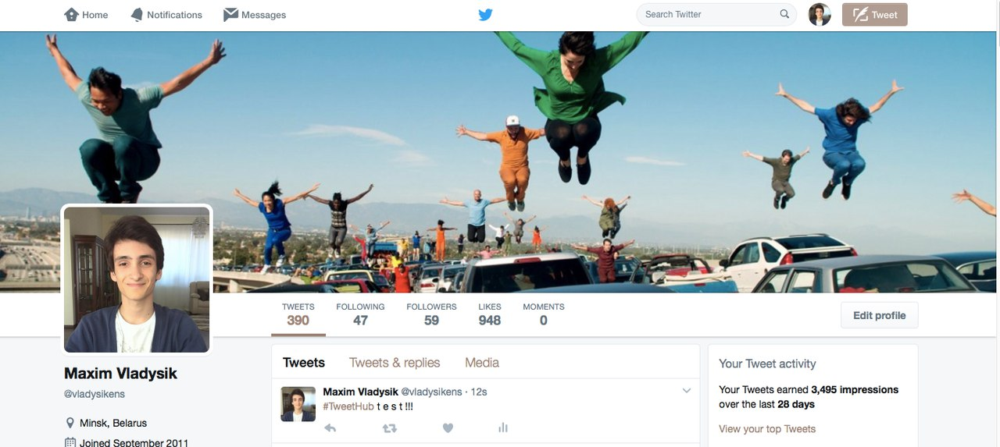 Home Notifications Messages Search Twitter Tweet
TWEETS FOLLOWING FOLLOWERS LIKES MOMENTS
390 47 59 948 0
Edit profile
Maxim Vladysik
@vladysikens
Minsk, Belarus
Joined September 2011
Tweets Tweets & replies Media
Maxim Vladysik @vladysikens · 12s
#TweetHub t e s t !!!
Your Tweet activity
Your Tweets earned 3,495 impressions
over the last 28 days
View your top Tweets